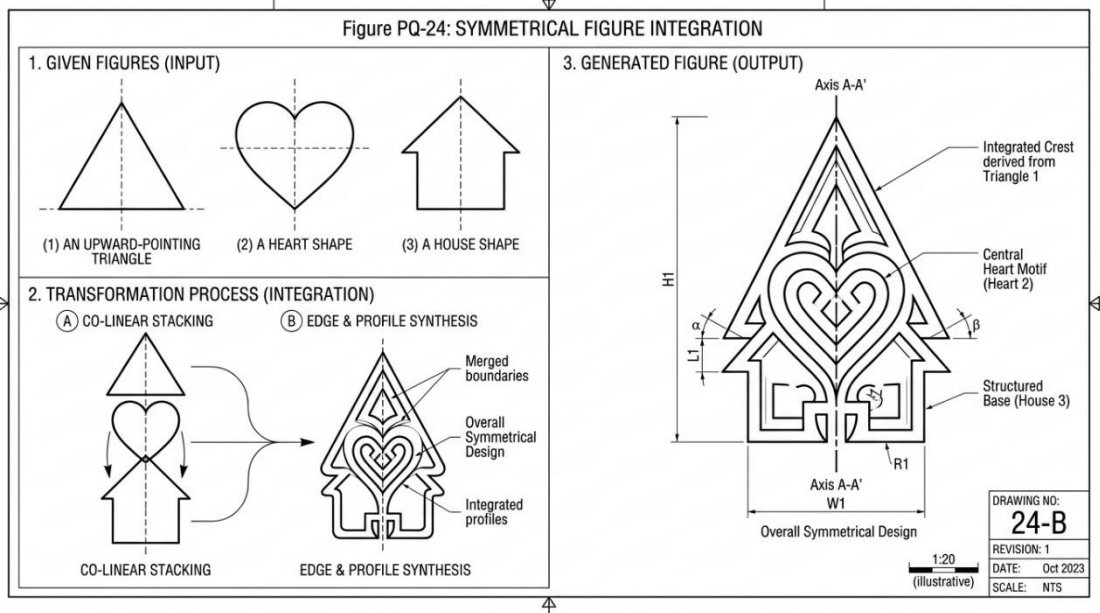 Figure PQ-24: SYMMETRICAL FIGURE INTEGRATION
1. GIVEN FIGURES (INPUT)
(1) AN UPWARD-POINTING
TRIANGLE
(2) A HEART SHAPE
(3) A HOUSE SHAPE
2. TRANSFORMATION PROCESS (INTEGRATION)
A CO-LINEAR STACKING
B EDGE & PROFILE SYNTHESIS
Merged
boundaries
Overall
Symmetrical
Design
Integrated
profiles
CO-LINEAR STACKING
EDGE & PROFILE SYNTHESIS
3. GENERATED FIGURE (OUTPUT)
Axis A-A'
Integrated Crest
derived from
Triangle 1
Central
Heart Motif
(Heart 2)
H1
α
β
L1
Structured
Base (House 3)
R1
Axis A-A'
W1
Overall Symmetrical Design
1:20
(illustrative)
DRAWING NO:
24-B
REVISION: 1
DATE: Oct 2023
SCALE: NTS